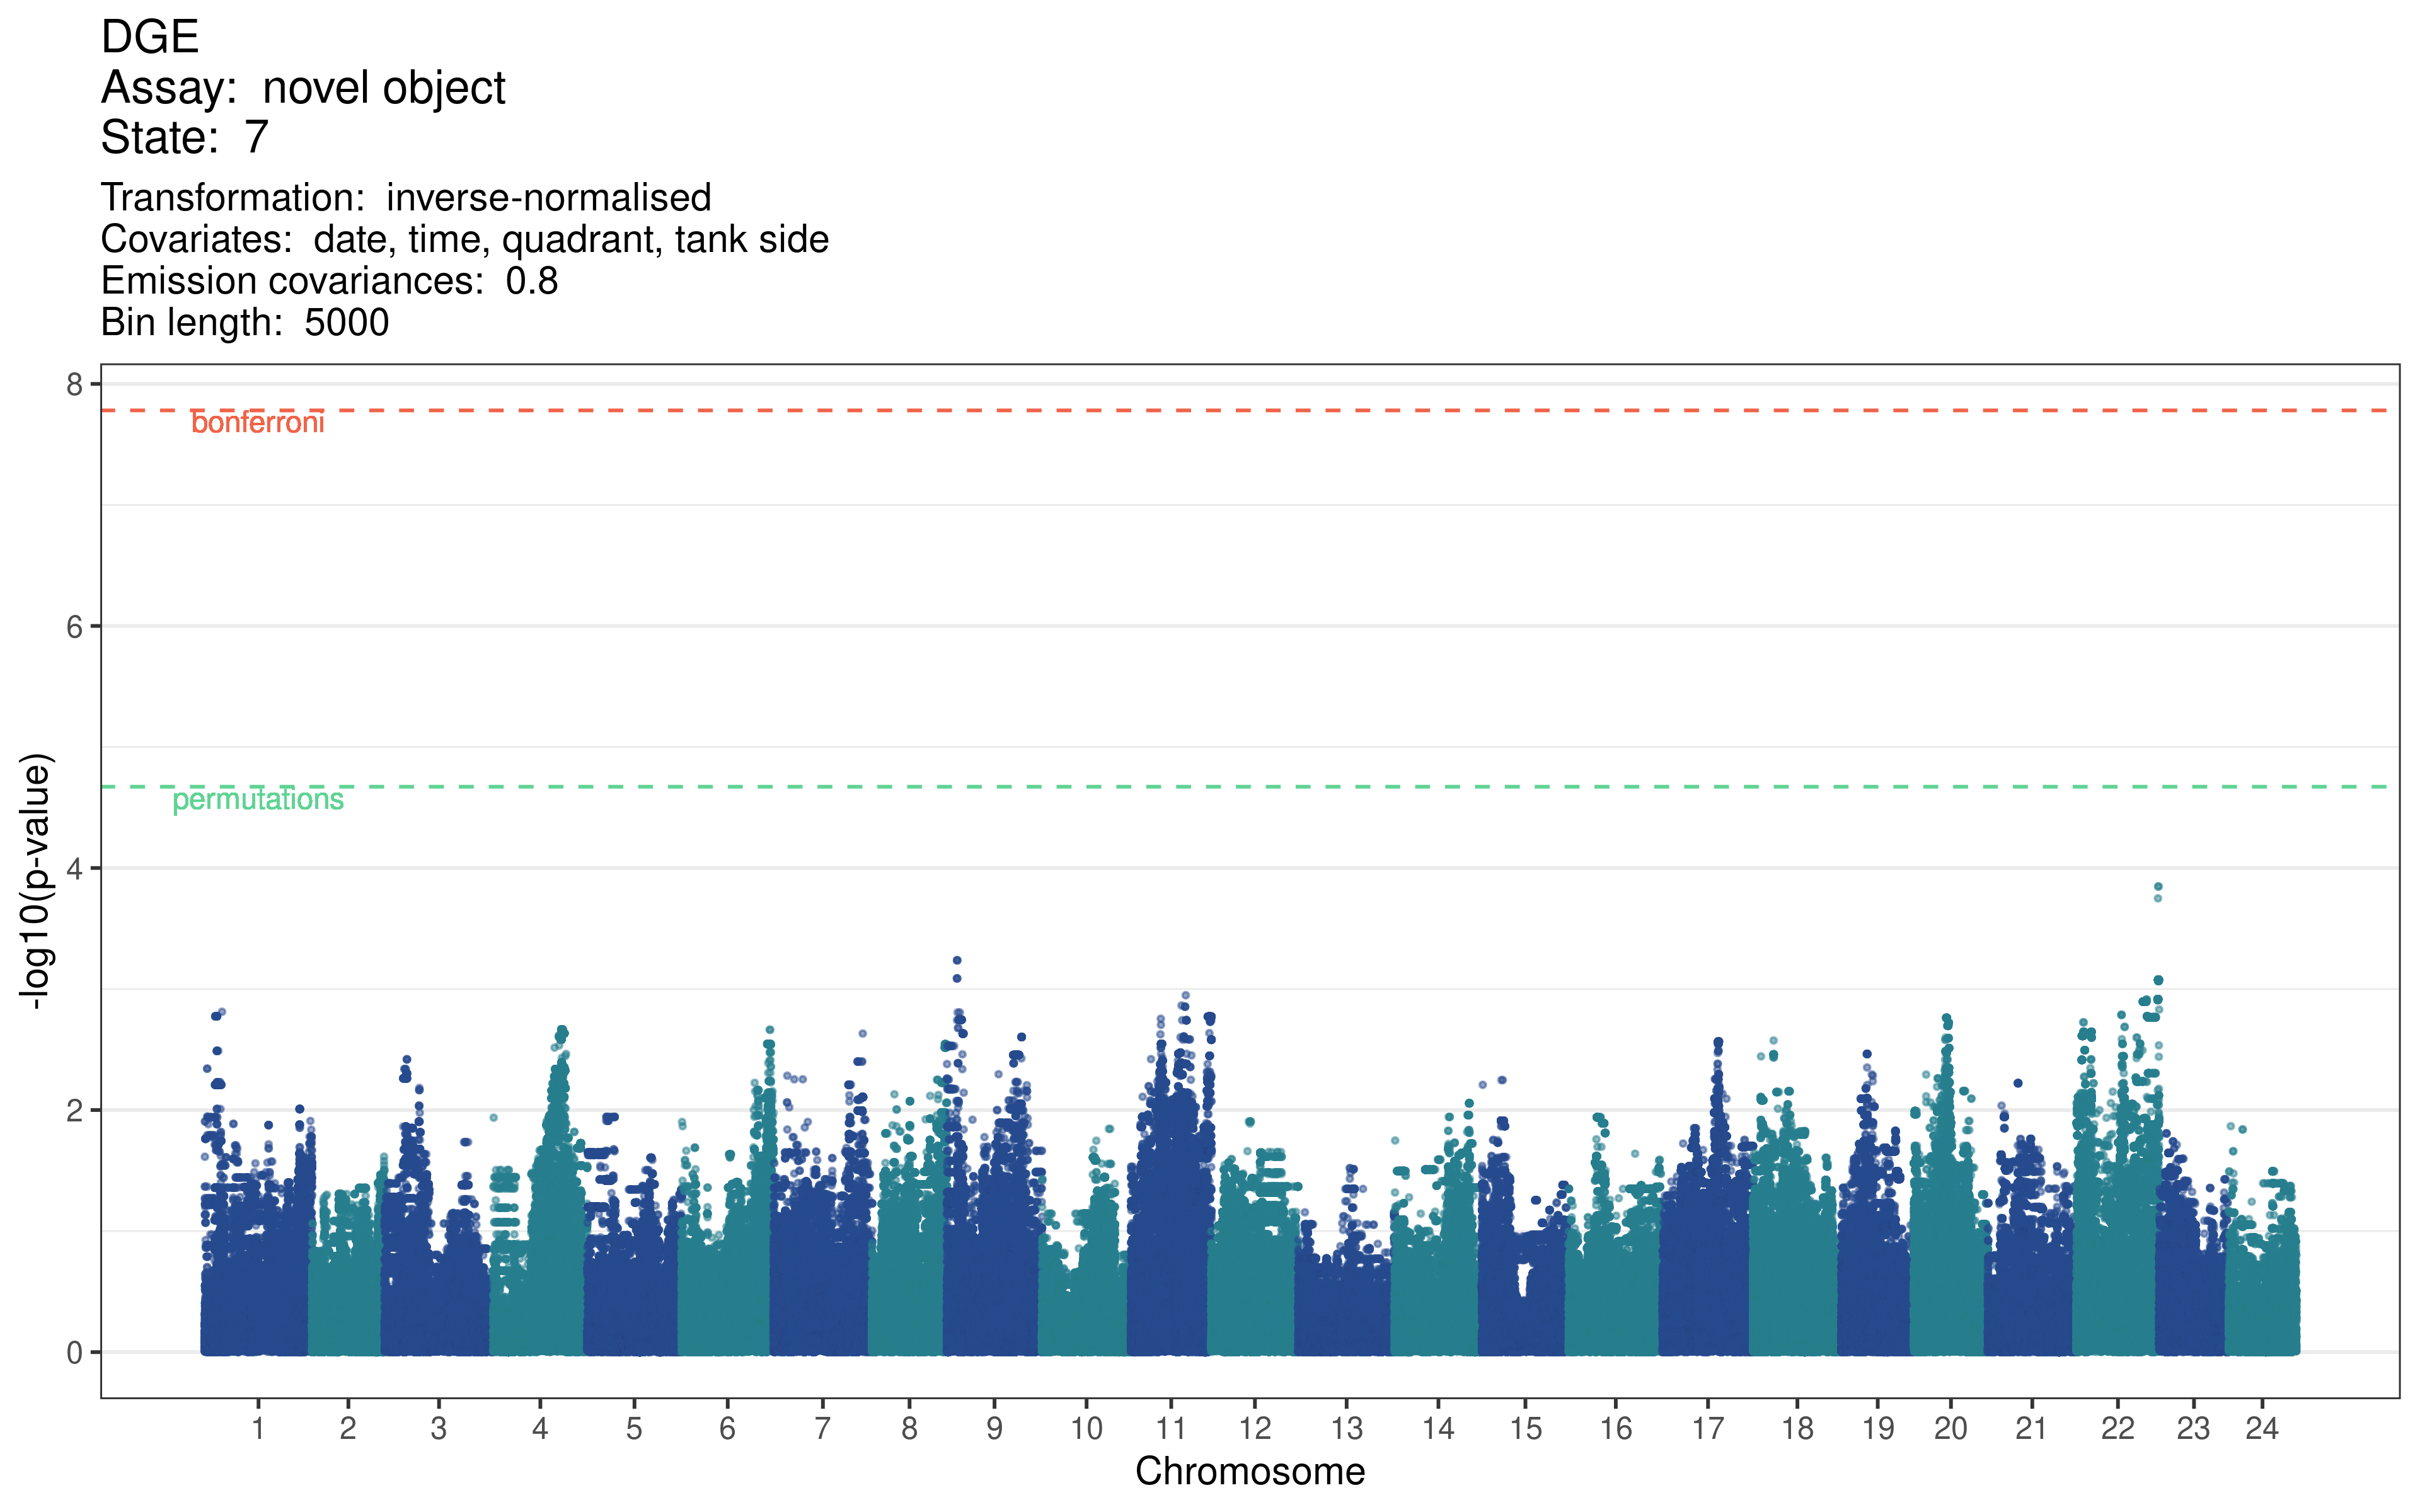 DGE
Assay:  novel object
State:  7
Transformation:  inverse-normalised
Covariates:  date, time, quadrant, tank side
Emission covariances:  0.8
Bin length:  5000
8
bonferroni
6
permutations
4
2
0
-log10(p-value)
1 2 3 4 5 6 7 8 9 10 11 12 13 14 15 16 17 18 19 20 21 22 23 24
Chromosome